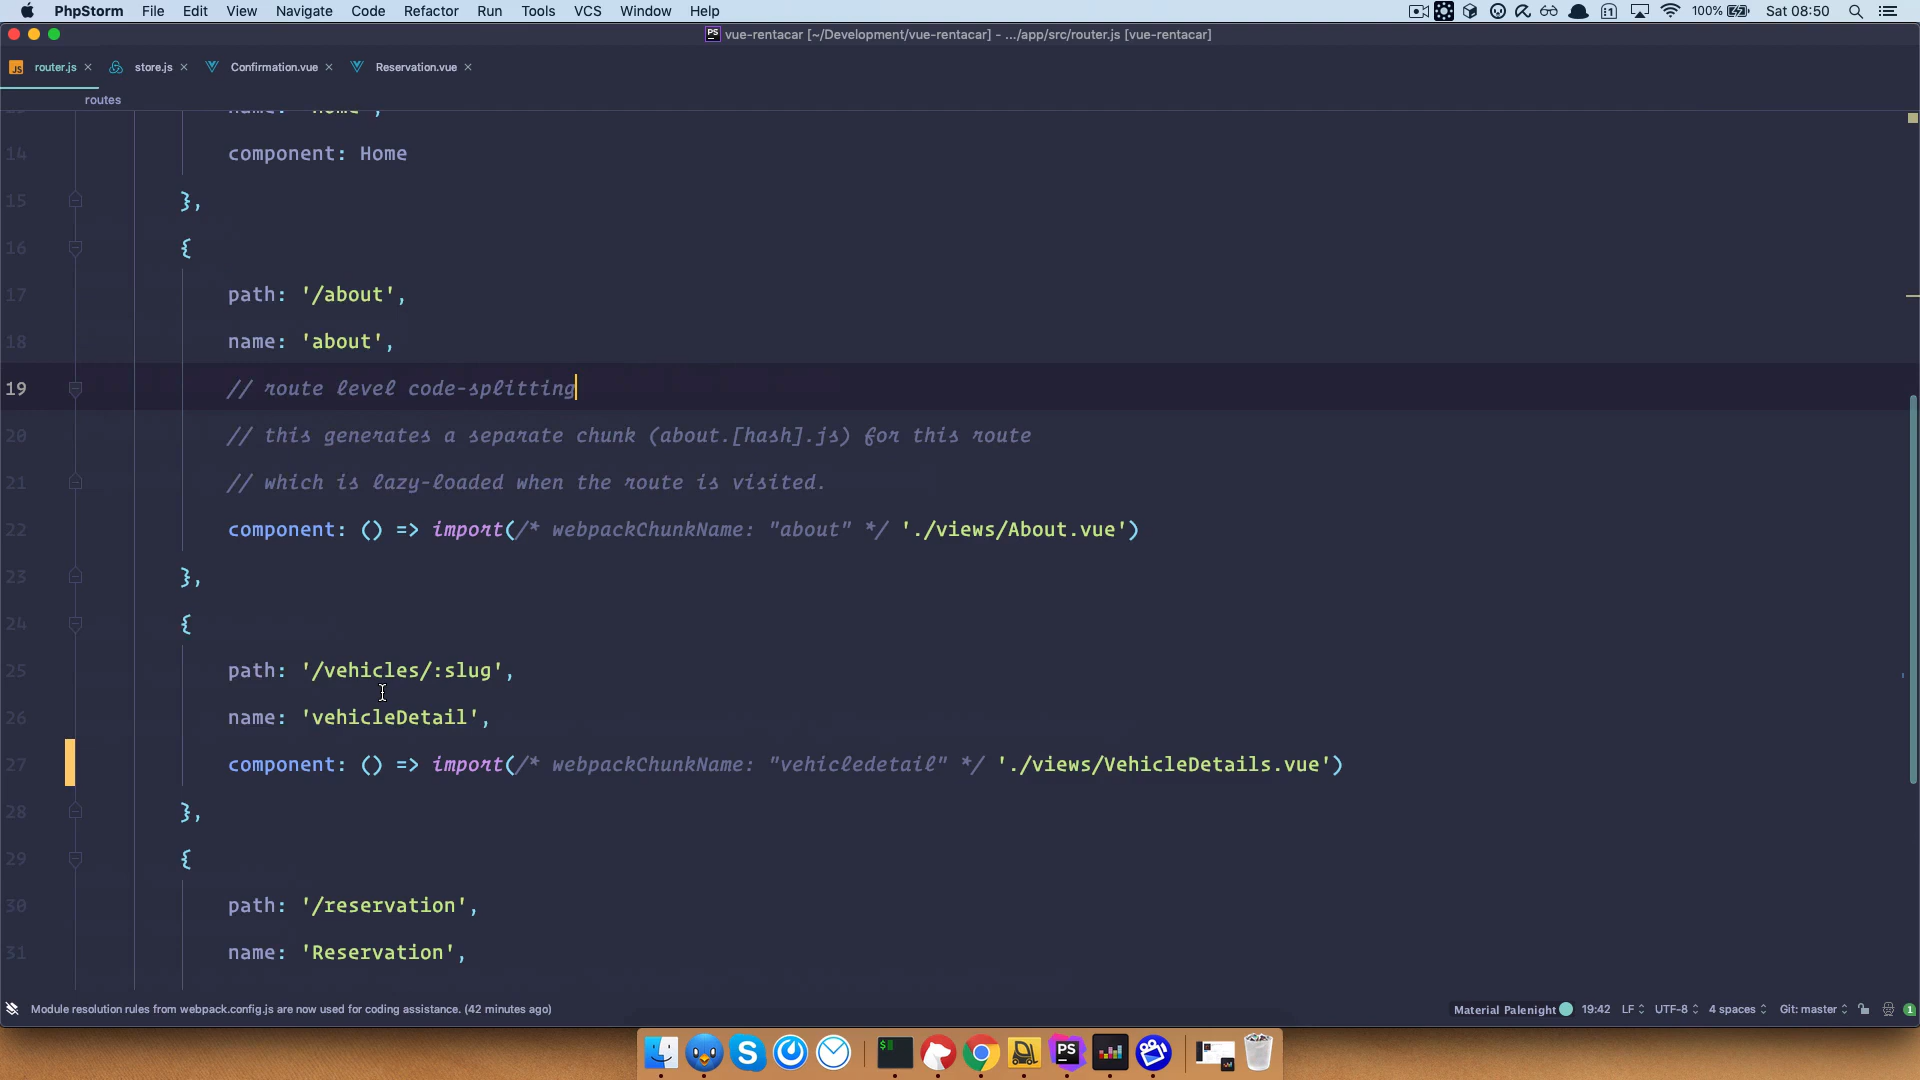 PhpStorm File Edit View Navigate Code Refactor Run Tools VCS Window Help 100% Sat 08:50
vue-rentacar [~/Development/vue-rentacar] - .../app/src/router.js [vue-rentacar]
router.js store.js Confirmation.vue Reservation.vue
routes
14 component: Home
15 },
16 {
17 path: '/about',
18 name: 'about',
19 // route level code-splitting
20 // this generates a separate chunk (about.[hash].js) for this route
21 // which is lazy-loaded when the route is visited.
22 component: () => import(/* webpackChunkName: "about" */ './views/About.vue')
23 },
24 {
25 path: '/vehicles/:slug',
26 name: 'vehicleDetail',
27 component: () => import(/* webpackChunkName: "vehicledetail" */ './views/VehicleDetails.vue')
28 },
29 {
30 path: '/reservation',
31 name: 'Reservation',
Module resolution rules from webpack.config.js are now used for coding assistance. (42 minutes ago) Material Palenight 19:42 LF UTF-8 4 spaces Git: master 1